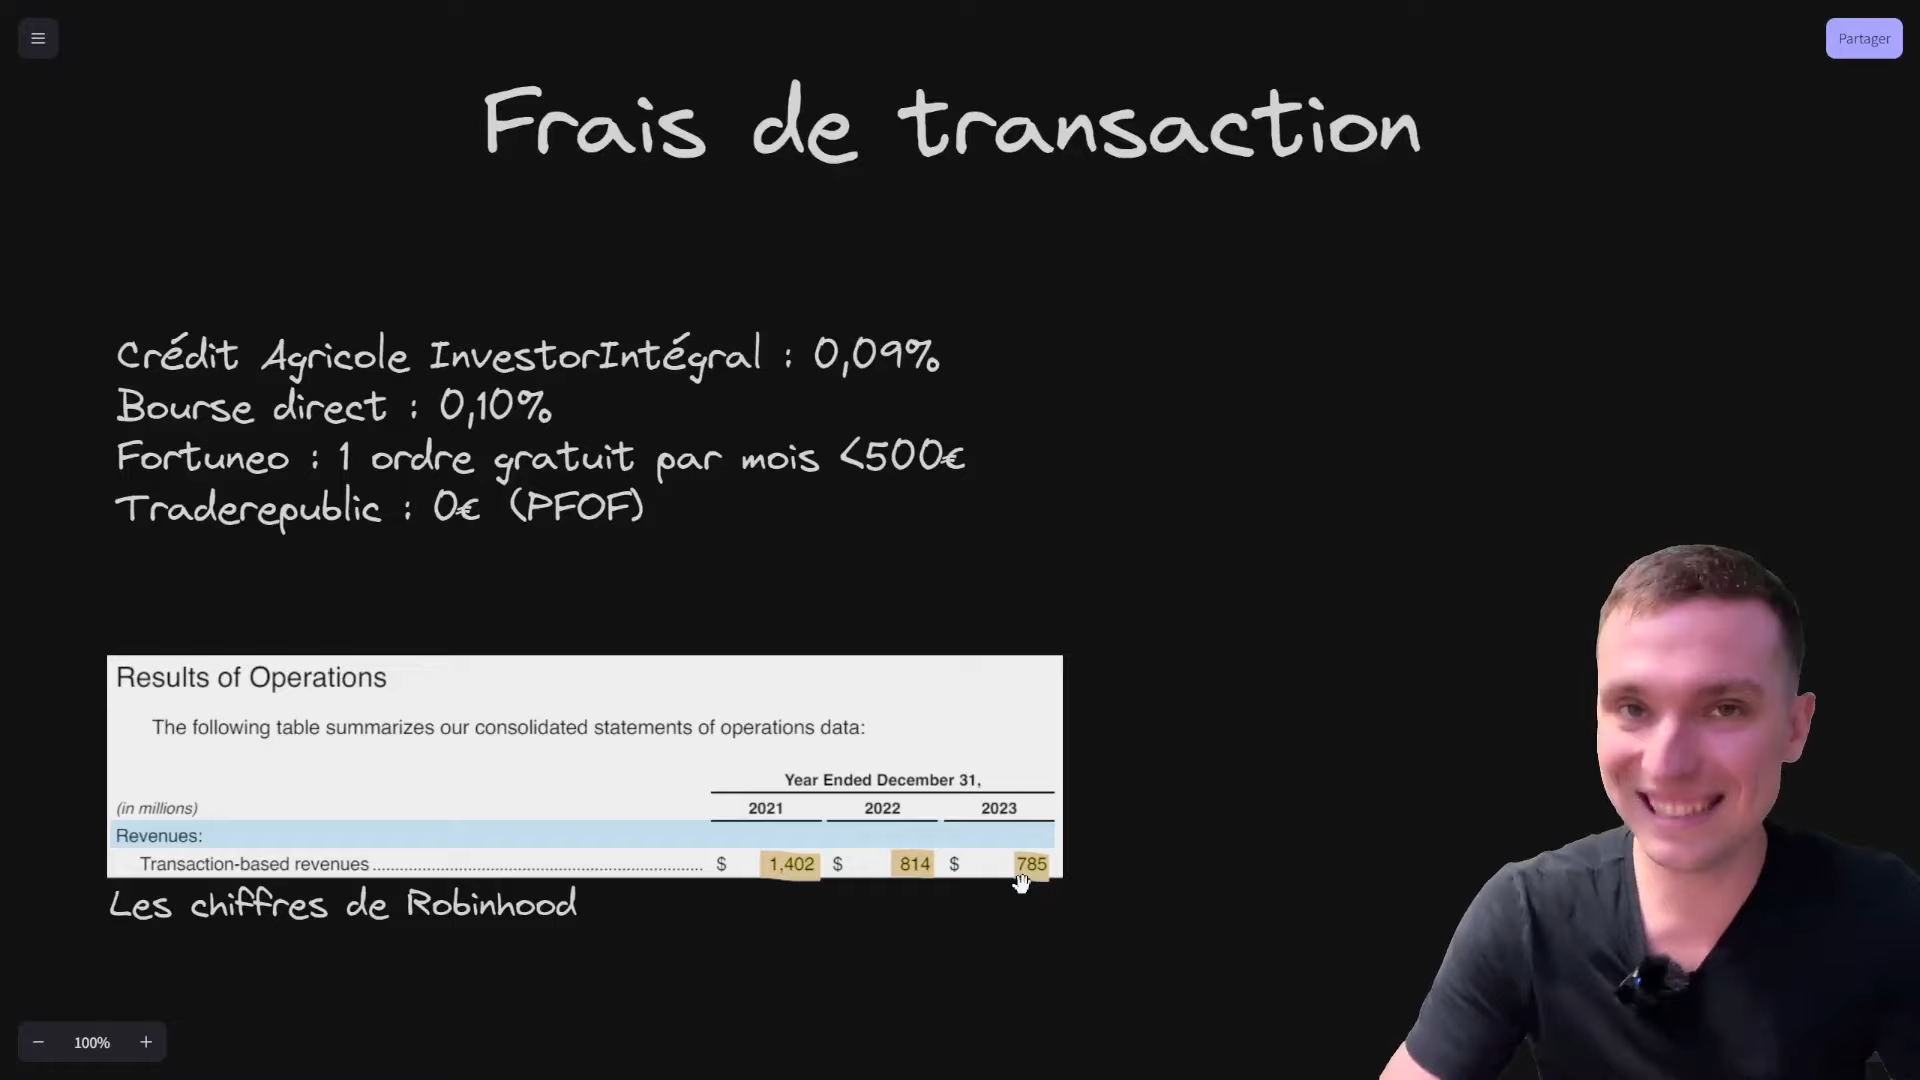 Partager
Frais de transaction
Crédit Agricole InvestorIntégral : 0,09%
Bourse direct : 0,10%
Fortuneo : 1 ordre gratuit par mois <500€
Traderepublic : 0€ (PFOF)
Results of Operations
The following table summarizes our consolidated statements of operations data:
Year Ended December 31,
(in millions) 2021 2022 2023
Revenues:
Transaction-based revenues ........................................................... $ 1,402 $ 814 $ 785
Les chiffres de Robinhood
− 100% +